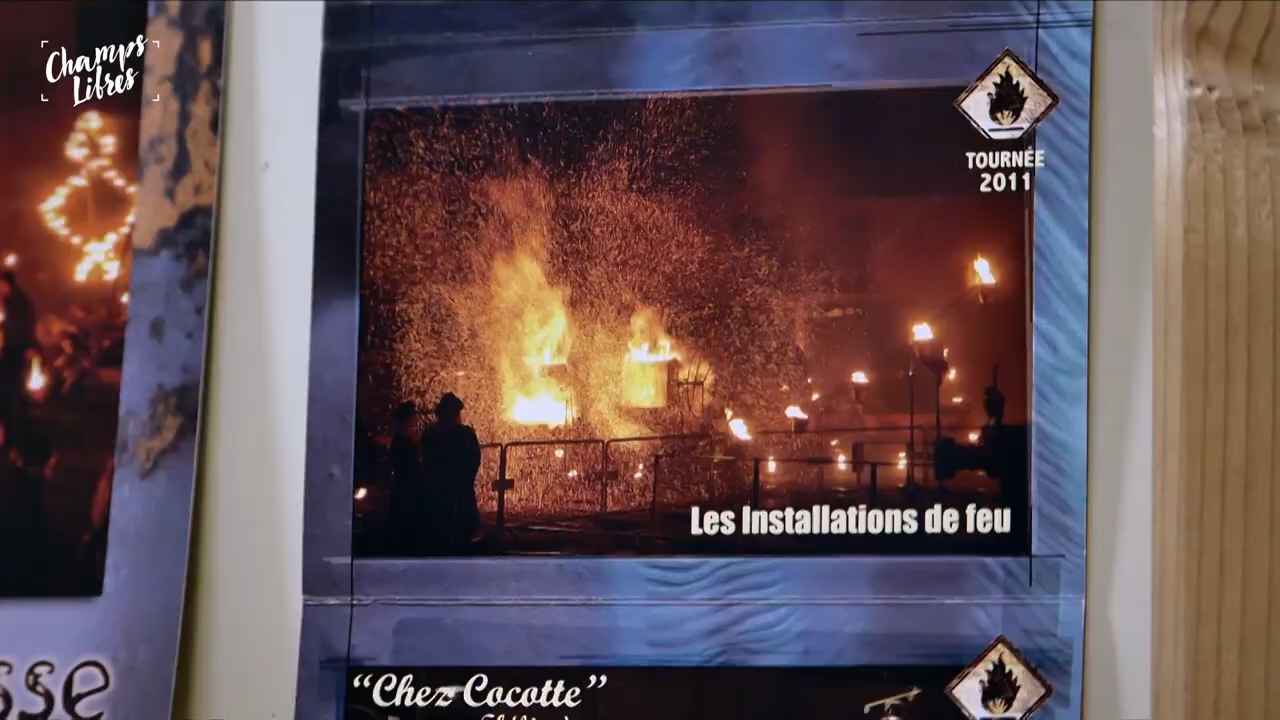 Champs
Libres
TOURNÉE
2011
Les Installations de feu
sse
“Chez Cocotte”